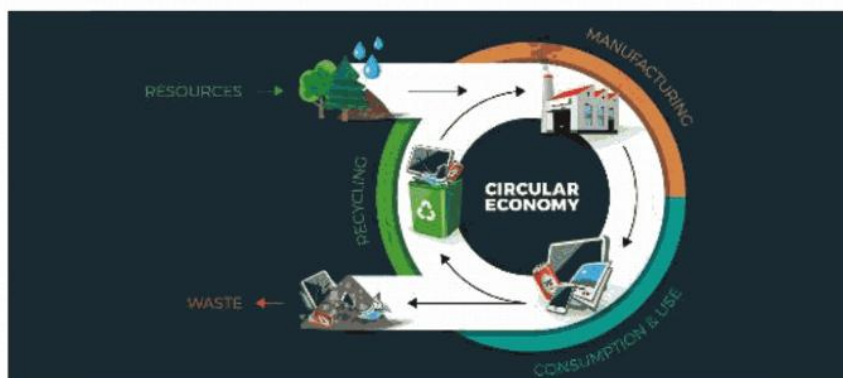 RESOURCES
MANUFACTURING
RECYCLING
CIRCULAR
ECONOMY
WASTE
CONSUMPTION & USE